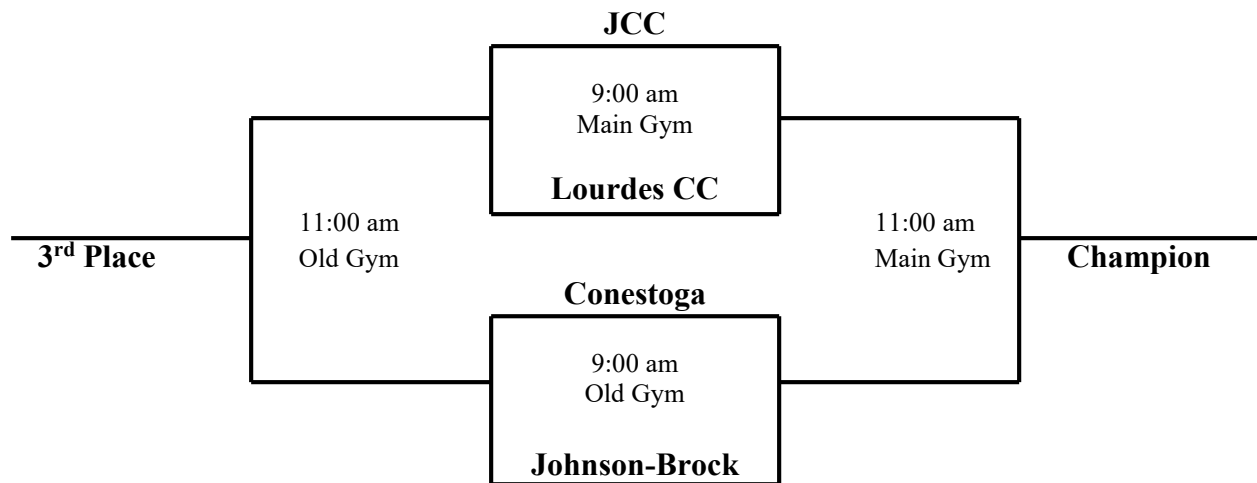 JCC
9:00 am
Main Gym
Lourdes CC
11:00 am
Old Gym
3rd Place
11:00 am
Main Gym
Champion
Conestoga
9:00 am
Old Gym
Johnson-Brock